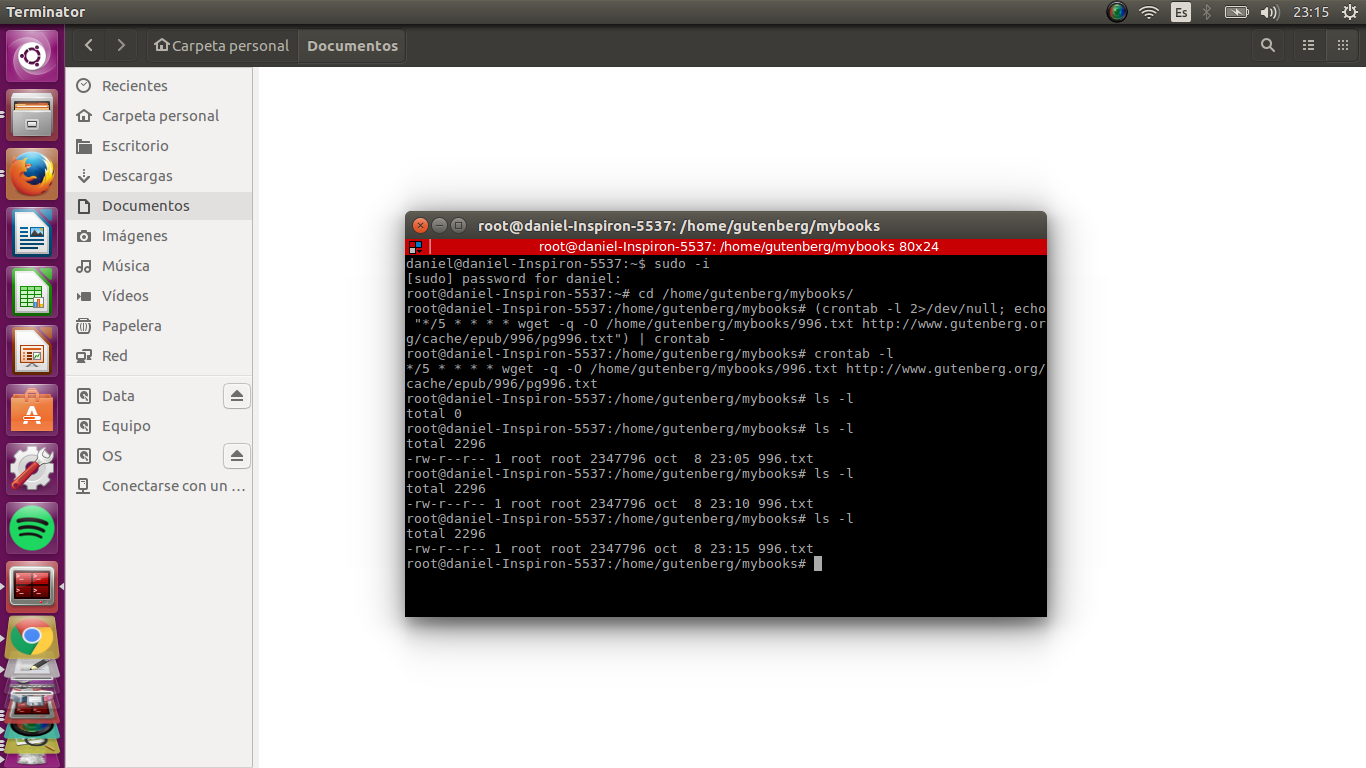 Terminator
Es
23:15
Carpeta personal
Documentos
Recientes
Carpeta personal
Escritorio
Descargas
Documentos
Imágenes
Música
Vídeos
Papelera
Red
Data
Equipo
OS
Conectarse con un ...
root@daniel-Inspiron-5537: /home/gutenberg/mybooks
root@daniel-Inspiron-5537: /home/gutenberg/mybooks 80x24
daniel@daniel-Inspiron-5537:~$ sudo -i
[sudo] password for daniel:
root@daniel-Inspiron-5537:~# cd /home/gutenberg/mybooks/
root@daniel-Inspiron-5537:/home/gutenberg/mybooks# (crontab -l 2>/dev/null; echo
"*/5 * * * * wget -q -O /home/gutenberg/mybooks/996.txt http://www.gutenberg.or
g/cache/epub/996/pg996.txt") | crontab -
root@daniel-Inspiron-5537:/home/gutenberg/mybooks# crontab -l
*/5 * * * * wget -q -O /home/gutenberg/mybooks/996.txt http://www.gutenberg.org/
cache/epub/996/pg996.txt
root@daniel-Inspiron-5537:/home/gutenberg/mybooks# ls -l
total 0
root@daniel-Inspiron-5537:/home/gutenberg/mybooks# ls -l
total 2296
-rw-r--r-- 1 root root 2347796 oct  8 23:05 996.txt
root@daniel-Inspiron-5537:/home/gutenberg/mybooks# ls -l
total 2296
-rw-r--r-- 1 root root 2347796 oct  8 23:10 996.txt
root@daniel-Inspiron-5537:/home/gutenberg/mybooks# ls -l
total 2296
-rw-r--r-- 1 root root 2347796 oct  8 23:15 996.txt
root@daniel-Inspiron-5537:/home/gutenberg/mybooks#